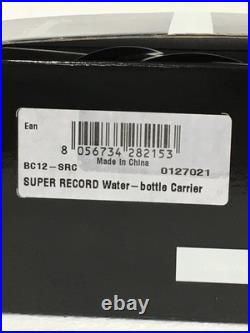 Ean
8 056734 282153
Made In China
BC12-SRC
0127021
SUPER RECORD Water-bottle Carrier